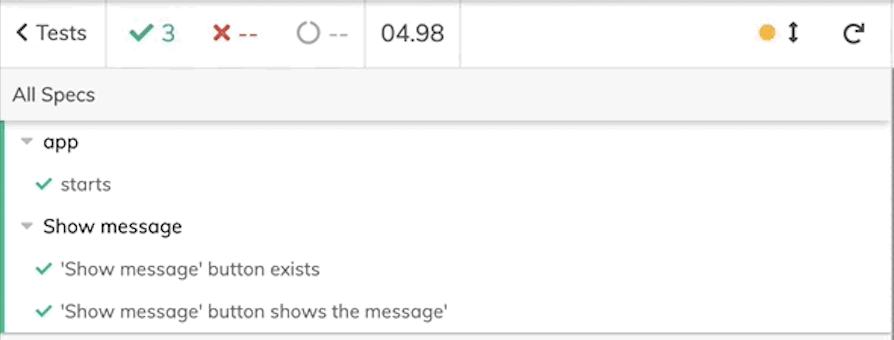 Tests 3 -- -- 04.98
All Specs
app
starts
Show message
'Show message' button exists
'Show message' button shows the message'